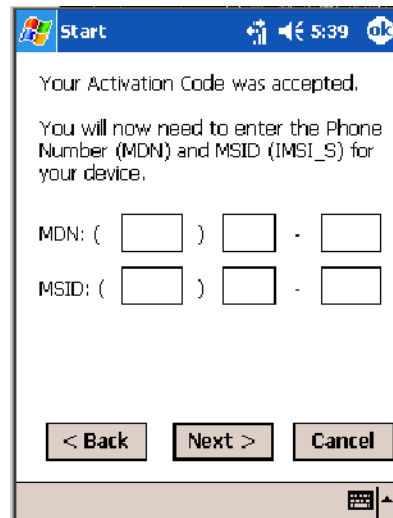 Start 5:39 ok
Your Activation Code was accepted.
You will now need to enter the Phone
Number (MDN) and MSID (IMSI_S) for
your device.
MDN: ( ) -
MSID: ( ) -
< Back Next > Cancel